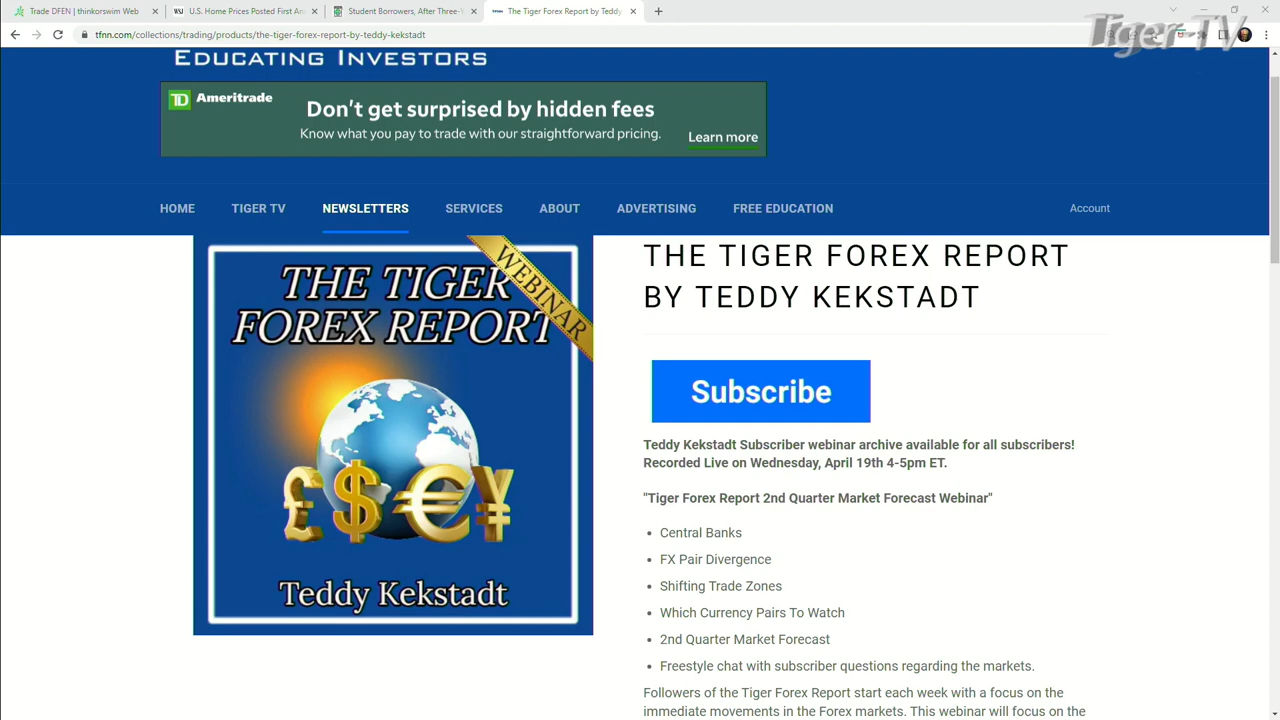 Trade DFEN | thinkorswim Web
WSJ U.S. Home Prices Posted First An
Student Borrowers, After Three-Y
The Tiger Forex Report by Teddy
Tiger-TV
tfnn.com/collections/trading/products/the-tiger-forex-report-by-teddy-kekstadt
EDUCATING INVESTORS
TD Ameritrade
Don't get surprised by hidden fees
Know what you pay to trade with our straightforward pricing.
Learn more
HOME TIGER TV NEWSLETTERS SERVICES ABOUT ADVERTISING FREE EDUCATION Account
WEBINAR
THE TIGER
FOREX REPORT
£$€¥
Teddy Kekstadt
THE TIGER FOREX REPORT
BY TEDDY KEKSTADT
Subscribe
Teddy Kekstadt Subscriber webinar archive available for all subscribers!
Recorded Live on Wednesday, April 19th 4-5pm ET.
"Tiger Forex Report 2nd Quarter Market Forecast Webinar"
• Central Banks
• FX Pair Divergence
• Shifting Trade Zones
• Which Currency Pairs To Watch
• 2nd Quarter Market Forecast
• Freestyle chat with subscriber questions regarding the markets.
Followers of the Tiger Forex Report start each week with a focus on the
immediate movements in the Forex markets. This webinar will focus on the